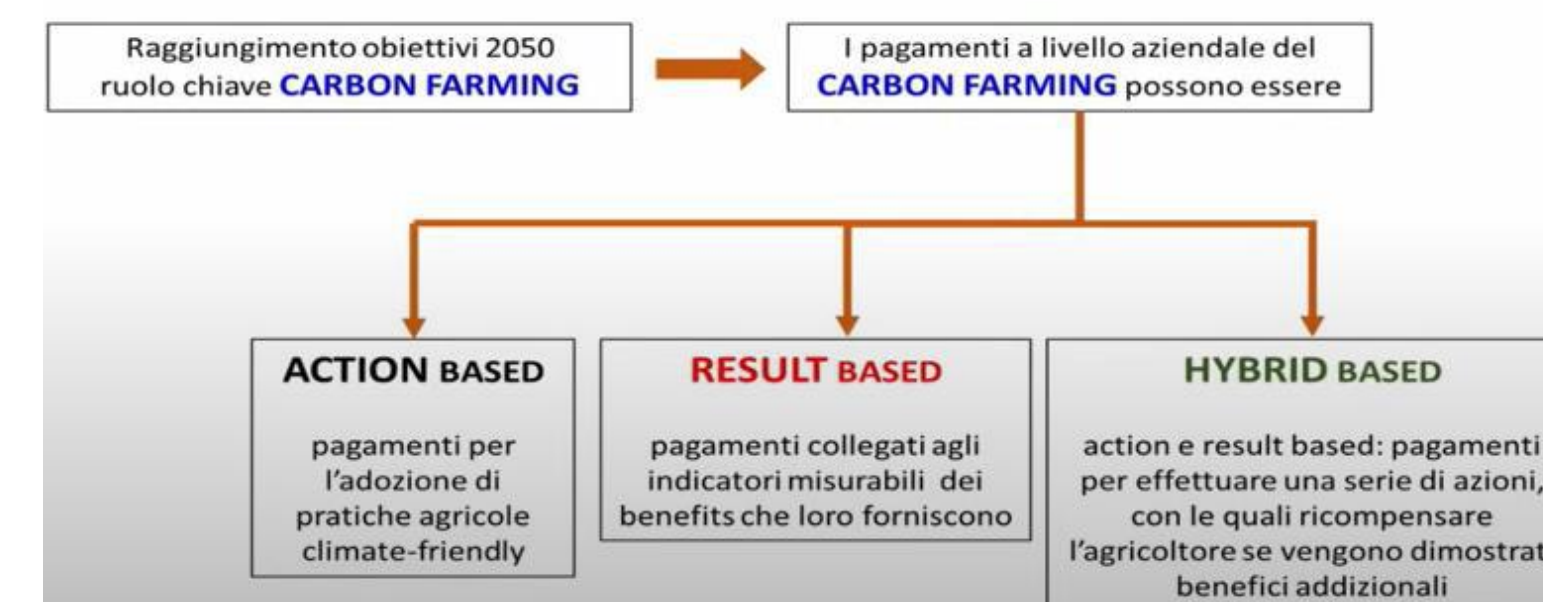 Raggiungimento obiettivi 2050
ruolo chiave CARBON FARMING
I pagamenti a livello aziendale del
CARBON FARMING possono essere
ACTION BASED
pagamenti per
l'adozione di
pratiche agricole
climate-friendly
RESULT BASED
pagamenti collegati agli
indicatori misurabili dei
benefits che loro forniscono
HYBRID BASED
action e result based: pagamenti
per effettuare una serie di azioni,
con le quali ricompensare
l'agricoltore se vengono dimostrat
benefici addizionali